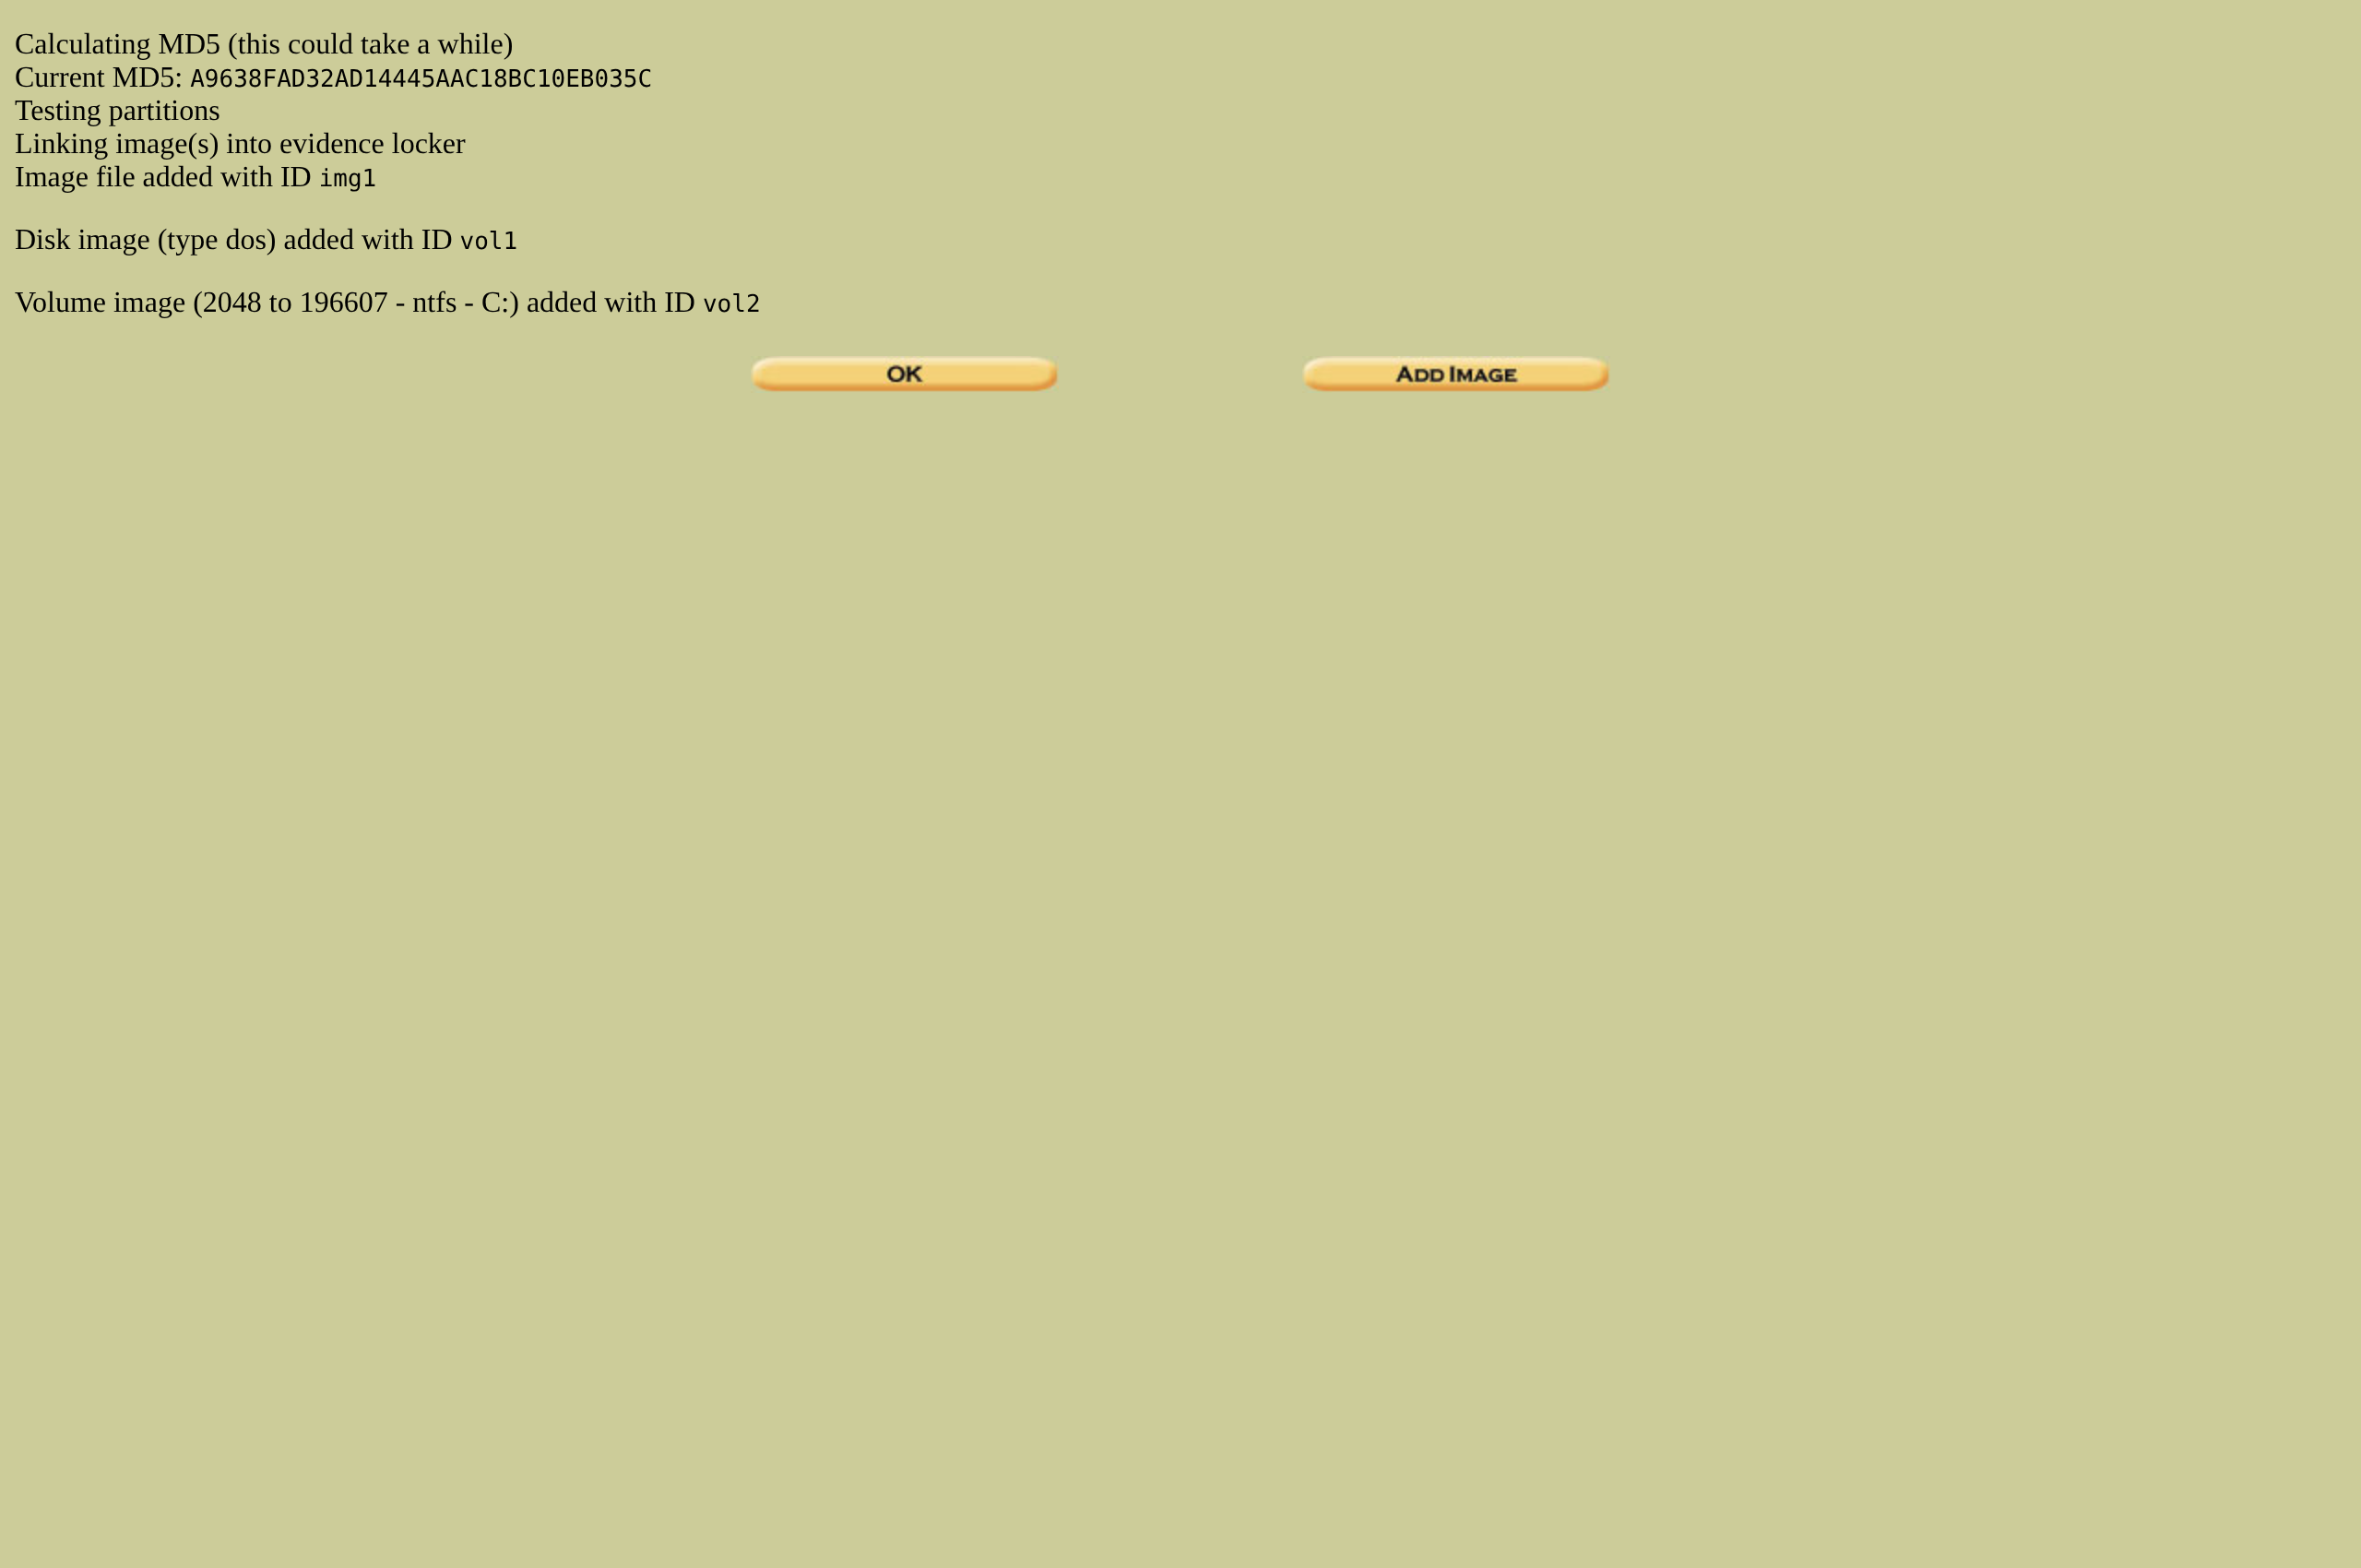 Calculating MD5 (this could take a while)
Current MD5: A9638FAD32AD14445AAC18BC10EB035C
Testing partitions
Linking image(s) into evidence locker
Image file added with ID img1
Disk image (type dos) added with ID vol1
Volume image (2048 to 196607 - ntfs - C:) added with ID vol2
OK
ADD IMAGE